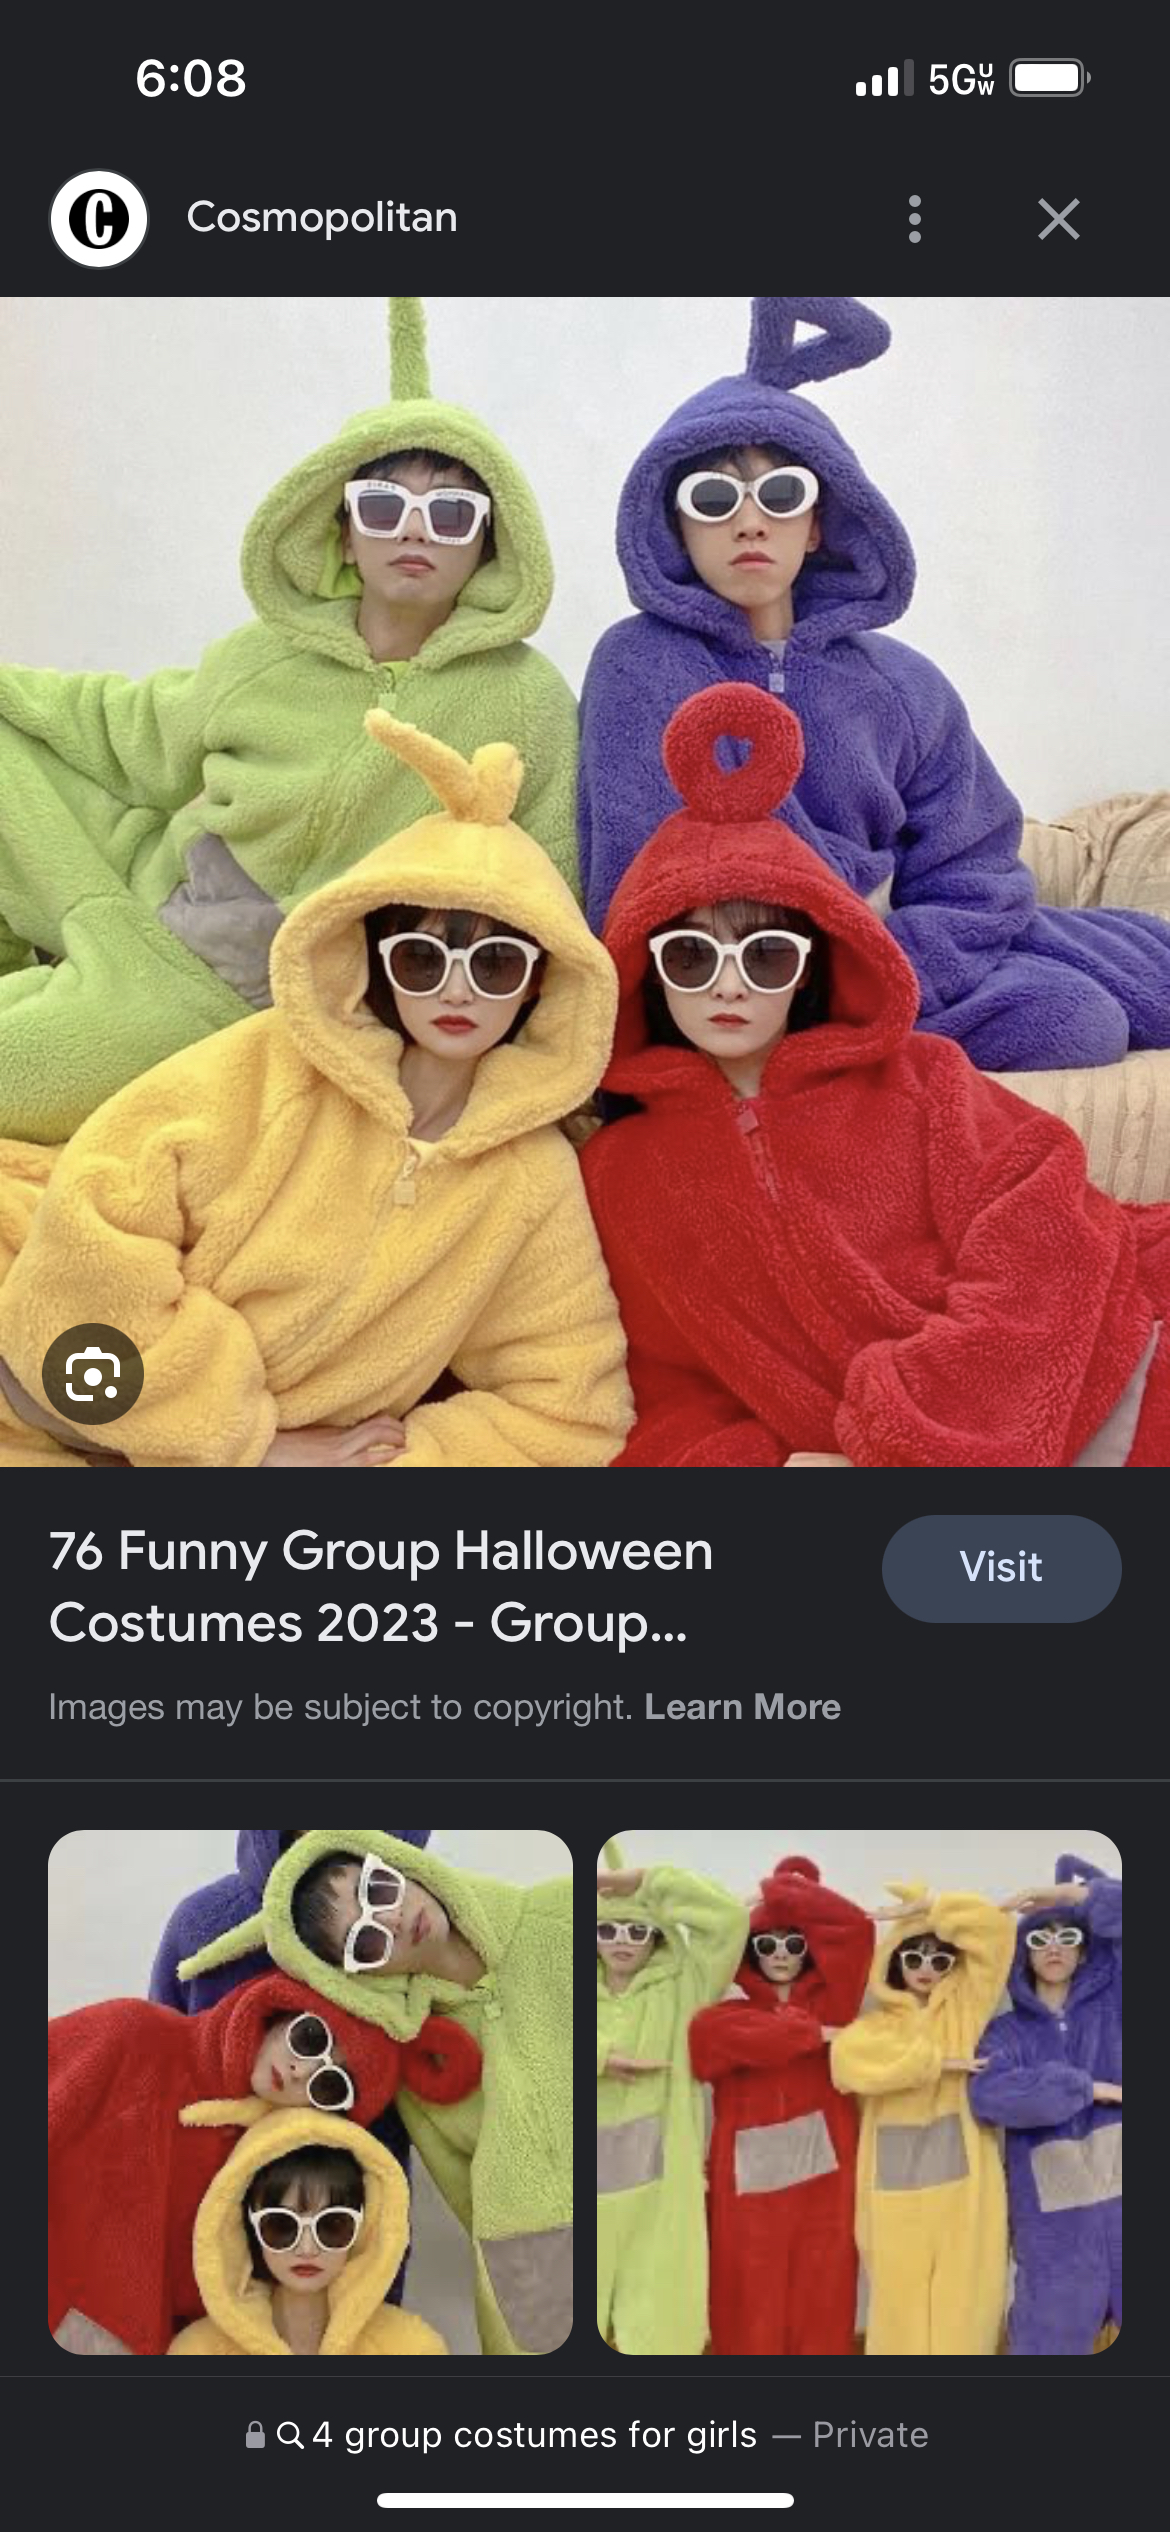 6:08
5G UW
C
Cosmopolitan
76 Funny Group Halloween
Costumes 2023 - Group...
Visit
Images may be subject to copyright. Learn More
4 group costumes for girls — Private